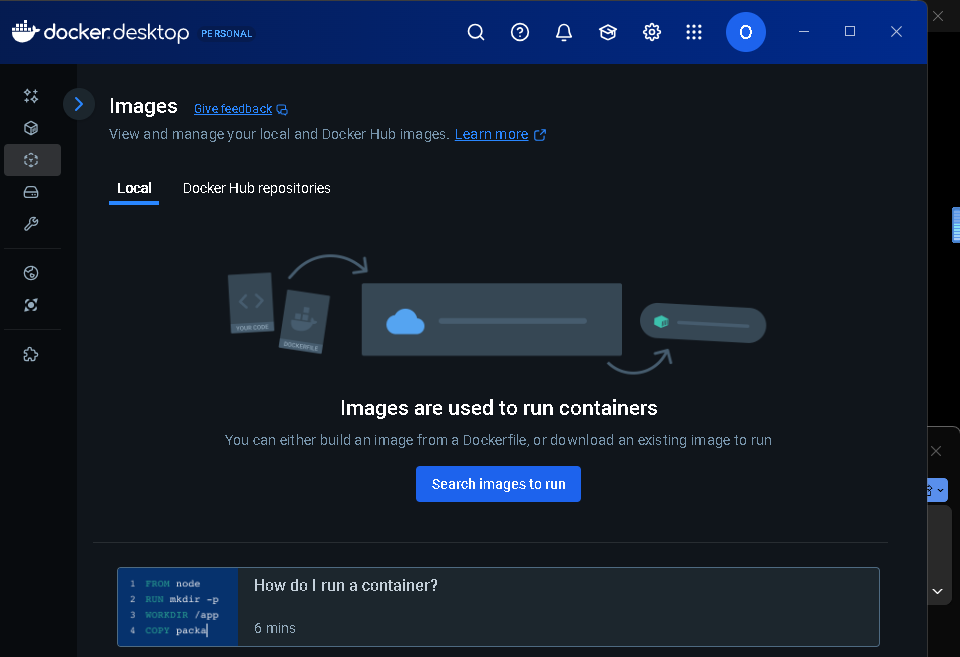 docker.desktop PERSONAL
O
Images Give feedback
View and manage your local and Docker Hub images. Learn more
Local Docker Hub repositories
YOUR CODE
DOCKERFILE
Images are used to run containers
You can either build an image from a Dockerfile, or download an existing image to run
Search images to run
1 FROM node
2 RUN mkdir -p
3 WORKDIR /app
4 COPY packa
How do I run a container?
6 mins